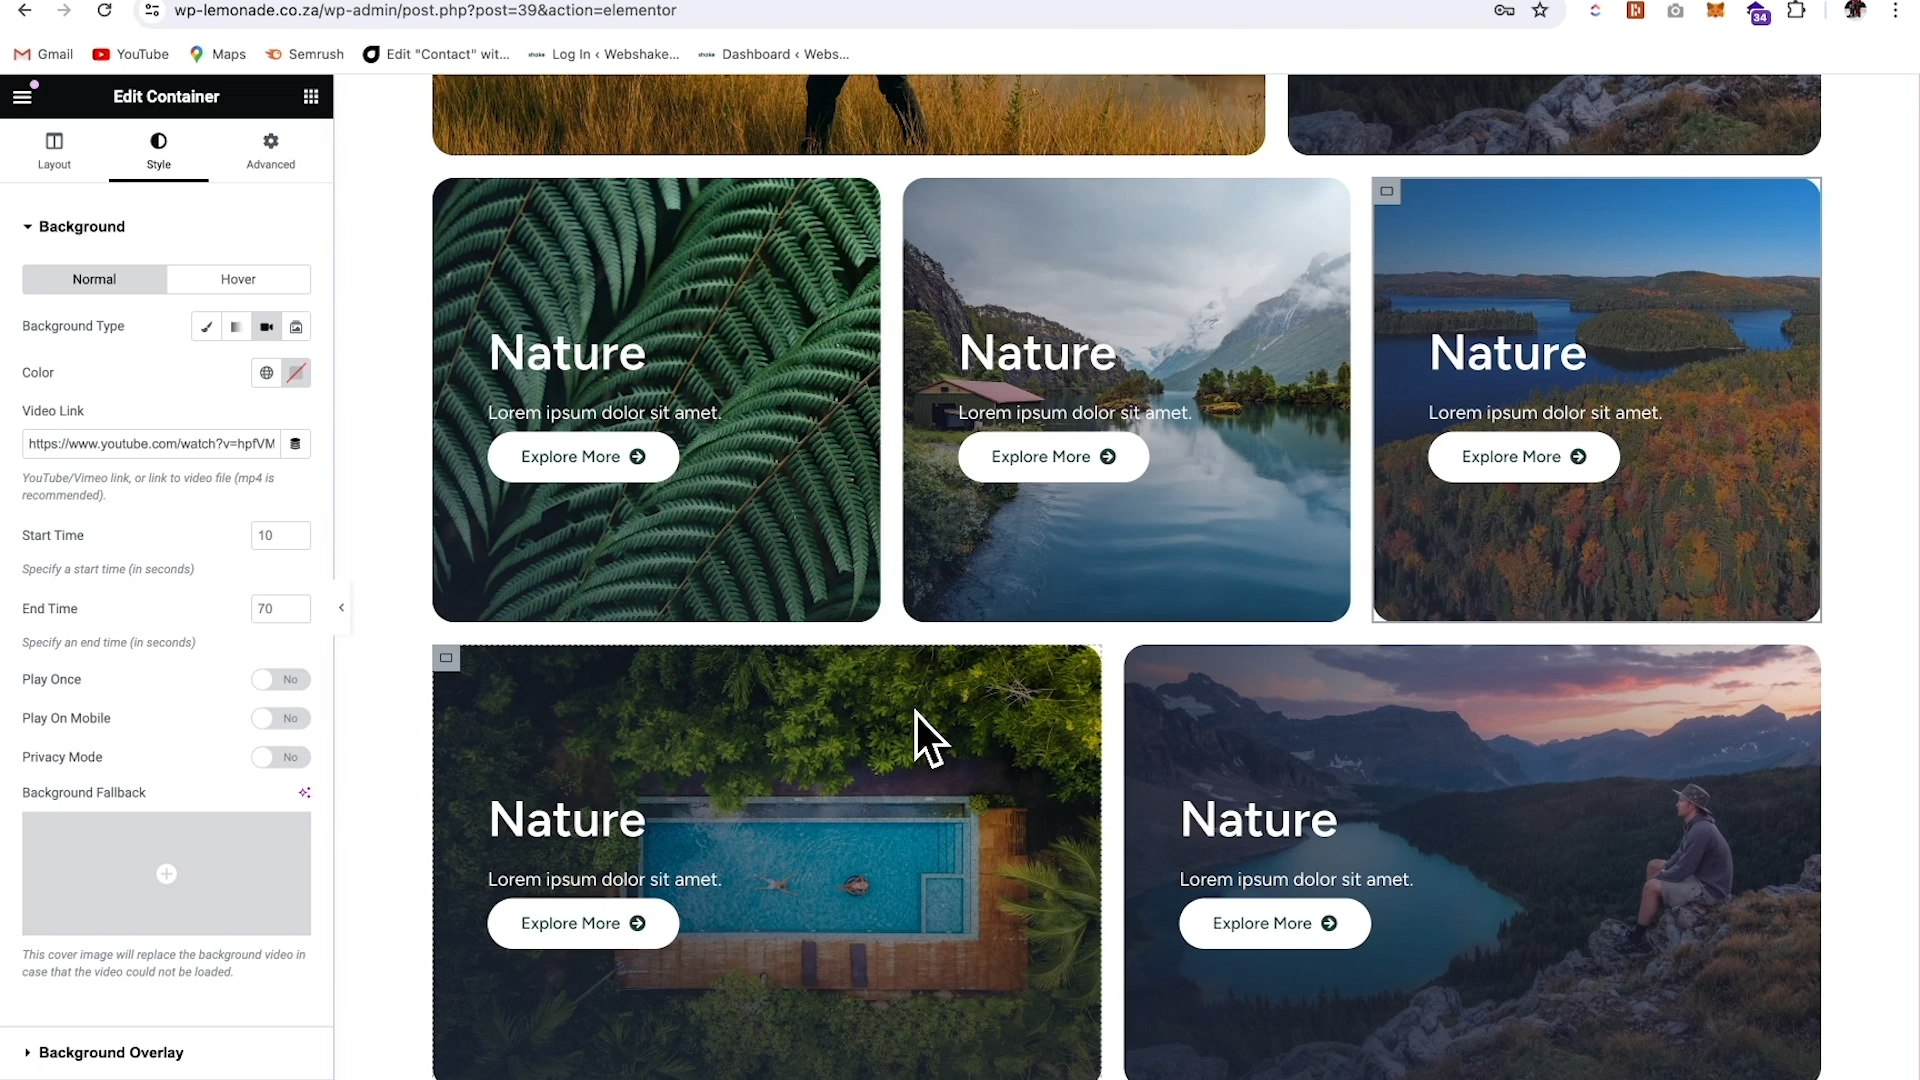 wp-lemonade.co.za/wp-admin/post.php?post=39&action=elementor
34
Gmail
YouTube
Maps
Semrush
Edit "Contact" wit...
Log In ‹ Webshake...
Dashboard ‹ Webs...
Edit Container
Layout
Style
Advanced
Background
Normal
Hover
Background Type
Color
Video Link
https://www.youtube.com/watch?v=hpfVM
YouTube/Vimeo link, or link to video file (mp4 is
recommended).
Start Time
10
Specify a start time (in seconds)
End Time
70
Specify an end time (in seconds)
Play Once
No
Play On Mobile
No
Privacy Mode
No
Background Fallback
This cover image will replace the background video in
case that the video could not be loaded.
Background Overlay
Nature
Lorem ipsum dolor sit amet.
Explore More
Nature
Lorem ipsum dolor sit amet.
Explore More
Nature
Lorem ipsum dolor sit amet.
Explore More
Nature
Lorem ipsum dolor sit amet.
Explore More
Nature
Lorem ipsum dolor sit amet.
Explore More